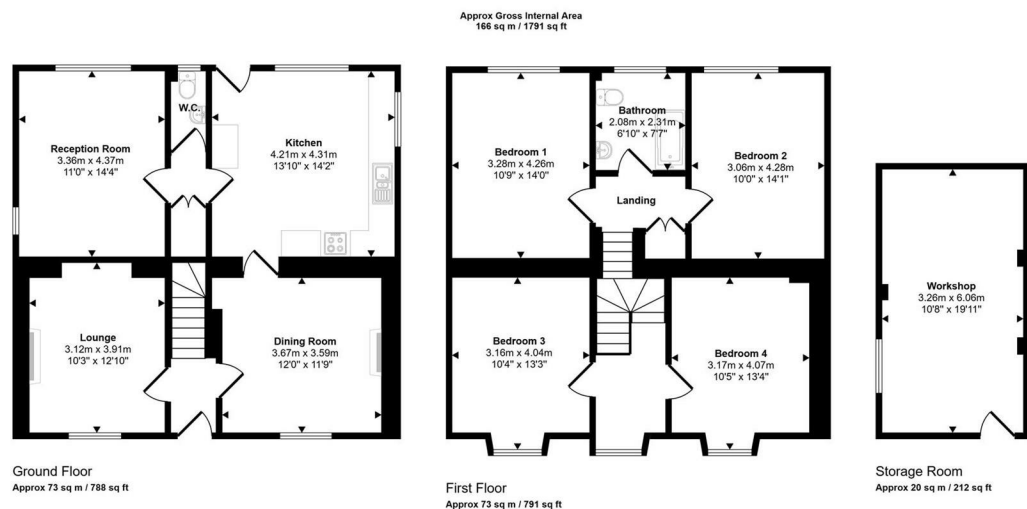 Approx Gross Internal Area
166 sq m / 1791 sq ft
Reception Room
3.36m x 4.37m
11'0" x 14'4"
W.C.
Kitchen
4.21m x 4.31m
13'10" x 14'2"
Lounge
3.12m x 3.91m
10'3" x 12'10"
Dining Room
3.67m x 3.59m
12'0" x 11'9"
Ground Floor
Approx 73 sq m / 788 sq ft
Bedroom 1
3.28m x 4.26m
10'9" x 14'0"
Bathroom
2.08m x 2.31m
6'10" x 7'7"
Bedroom 2
3.06m x 4.28m
10'0" x 14'1"
Landing
Bedroom 3
3.16m x 4.04m
10'4" x 13'3"
Bedroom 4
3.17m x 4.07m
10'5" x 13'4"
First Floor
Approx 73 sq m / 791 sq ft
Workshop
3.26m x 6.06m
10'8" x 19'11"
Storage Room
Approx 20 sq m / 212 sq ft